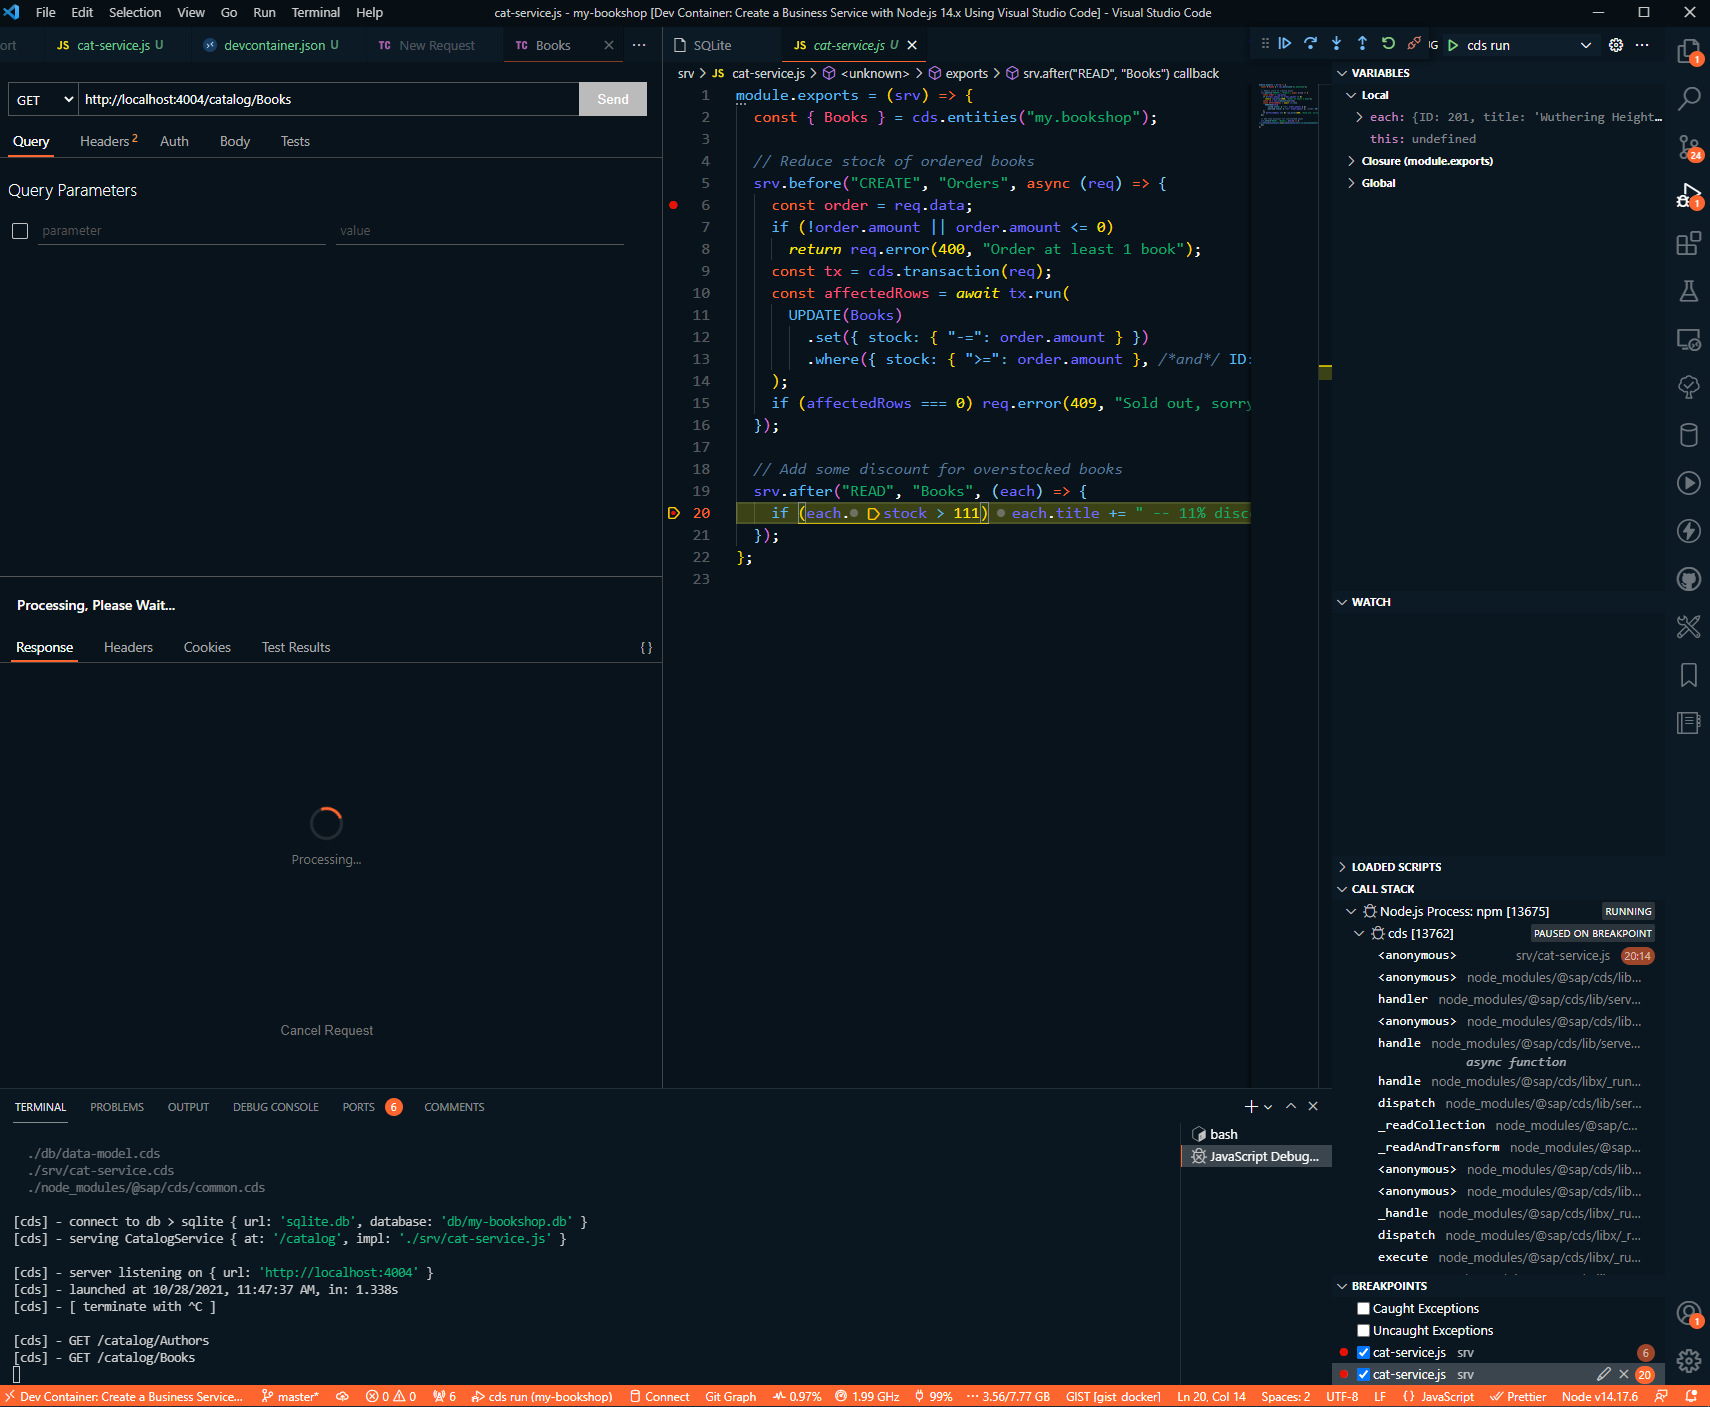 File Edit Selection View Go Run Terminal Help
cat-service.js - my-bookshop [Dev Container: Create a Business Service with Node.js 14.x Using Visual Studio Code] - Visual Studio Code
ort JS cat-service.js U devcontainer.json U TC New Request TC Books
GET http://localhost:4004/catalog/Books Send
Query Headers 2 Auth Body Tests
Query Parameters
parameter value
Processing, Please Wait...
Response Headers Cookies Test Results { }
Processing...
Cancel Request
SQLite JS cat-service.js U
srv > JS cat-service.js > <unknown> > exports > srv.after("READ", "Books") callback
1 module.exports = (srv) => {
2 const { Books } = cds.entities("my.bookshop");
3
4 // Reduce stock of ordered books
5 srv.before("CREATE", "Orders", async (req) => {
6 const order = req.data;
7 if (!order.amount || order.amount <= 0)
8 return req.error(400, "Order at least 1 book");
9 const tx = cds.transaction(req);
10 const affectedRows = await tx.run(
11 UPDATE(Books)
12 .set({ stock: { "-=": order.amount } })
13 .where({ stock: { ">=": order.amount }, /*and*/ ID:
14 );
15 if (affectedRows === 0) req.error(409, "Sold out, sorry
16 });
17
18 // Add some discount for overstocked books
19 srv.after("READ", "Books", (each) => {
20 if (each. stock > 111) each.title += " -- 11% disc
21 });
22 };
23
IG cds run
VARIABLES
Local
each: {ID: 201, title: 'Wuthering Height…
this: undefined
Closure (module.exports)
Global
WATCH
LOADED SCRIPTS
CALL STACK
Node.js Process: npm [13675] RUNNING
cds [13762] PAUSED ON BREAKPOINT
<anonymous> srv/cat-service.js 20:14
<anonymous> node_modules/@sap/cds/lib...
handler node_modules/@sap/cds/lib/serv...
<anonymous> node_modules/@sap/cds/lib...
handle node_modules/@sap/cds/lib/serve...
async function
handle node_modules/@sap/cds/libx/_run...
dispatch node_modules/@sap/cds/lib/ser...
_readCollection node_modules/@sap/c...
_readAndTransform node_modules/@sap...
<anonymous> node_modules/@sap/cds/lib...
<anonymous> node_modules/@sap/cds/lib...
_handle node_modules/@sap/cds/libx/_ru...
dispatch node_modules/@sap/cds/libx/_r...
execute node_modules/@sap/cds/libx/_ru...
BREAKPOINTS
Caught Exceptions
Uncaught Exceptions
cat-service.js srv 6
cat-service.js srv 20
1
24
1
1
TERMINAL PROBLEMS OUTPUT DEBUG CONSOLE PORTS 6 COMMENTS
bash
JavaScript Debug...
./db/data-model.cds
./srv/cat-service.cds
./node_modules/@sap/cds/common.cds
[cds] - connect to db > sqlite { url: 'sqlite.db', database: 'db/my-bookshop.db' }
[cds] - serving CatalogService { at: '/catalog', impl: './srv/cat-service.js' }
[cds] - server listening on { url: 'http://localhost:4004' }
[cds] - launched at 10/28/2021, 11:47:37 AM, in: 1.338s
[cds] - [ terminate with ^C ]
[cds] - GET /catalog/Authors
[cds] - GET /catalog/Books
Dev Container: Create a Business Service... master* 0 0 6 cds run (my-bookshop) Connect Git Graph 0.97% 1.99 GHz 99% 3.56/7.77 GB GIST [gist_docker] Ln 20, Col 14 Spaces: 2 UTF-8 LF JavaScript Prettier Node v14.17.6